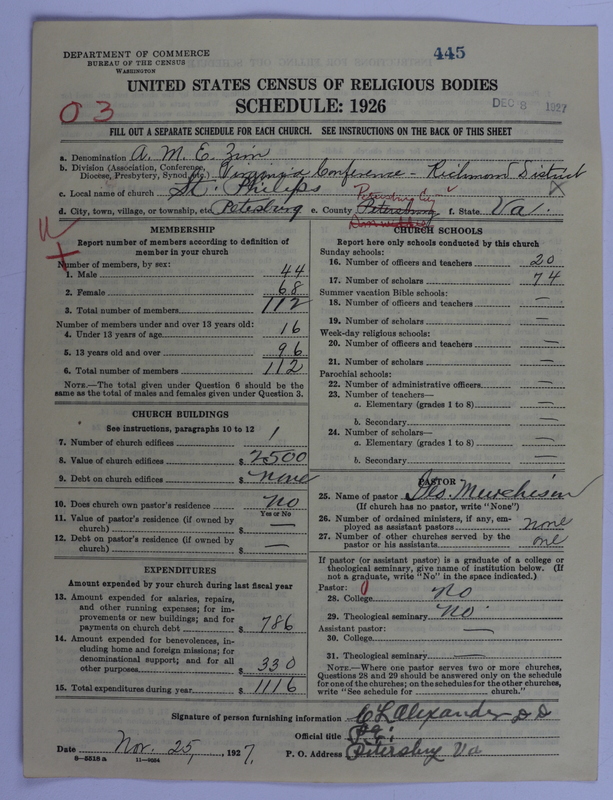 DEPARTMENT OF COMMERCE
BUREAU OF THE CENSUS
WASHINGTON
445
UNITED STATES CENSUS OF RELIGIOUS BODIES
SCHEDULE: 1926
03
DEC 8 1927
FILL OUT A SEPARATE SCHEDULE FOR EACH CHURCH. SEE INSTRUCTIONS ON THE BACK OF THIS SHEET
a. Denomination A. M. E. Zion
b. Division (Association, Conference, Diocese, Presbytery, Synod, etc.) Virginia Conference - Richmond District
c. Local name of church St. Philips
Petersburg City
d. City, town, village, or township, etc. Petersburg e. County Petersburg f. State Va.
Dinwiddie
MEMBERSHIP
Report number of members according to definition of member in your church
Number of members, by sex:
1. Male 44
2. Female 68
3. Total number of members 112
Number of members under and over 13 years old:
4. Under 13 years of age 16
5. 13 years old and over 96
6. Total number of members 112
NOTE.—The total given under Question 6 should be the same as the total of males and females given under Question 3.
CHURCH BUILDINGS
See instructions, paragraphs 10 to 12
7. Number of church edifices 1
8. Value of church edifices $ 2500
9. Debt on church edifices $ none
10. Does church own pastor's residence? no
Yes or No
11. Value of pastor's residence (if owned by church) $ —
12. Debt on pastor's residence (if owned by church) $ —
EXPENDITURES
Amount expended by your church during last fiscal year
13. Amount expended for salaries, repairs, and other running expenses; for improvements or new buildings; and for payments on church debt $ 786
14. Amount expended for benevolences, including home and foreign missions; for denominational support; and for all other purposes $ 330
15. Total expenditures during year $ 1116
CHURCH SCHOOLS
Report here only schools conducted by this church
Sunday schools:
16. Number of officers and teachers 20
17. Number of scholars 74
Summer vacation Bible schools:
18. Number of officers and teachers —
19. Number of scholars —
Week-day religious schools:
20. Number of officers and teachers —
21. Number of scholars —
Parochial schools:
22. Number of administrative officers —
23. Number of teachers—
a. Elementary (grades 1 to 8) —
b. Secondary —
24. Number of scholars—
a. Elementary (grades 1 to 8) —
b. Secondary —
PASTOR
25. Name of pastor Geo. Murchison
(If church has no pastor, write "None")
26. Number of ordained ministers, if any, employed as assistant pastors none
27. Number of other churches served by the pastor or his assistants one
If pastor (or assistant pastor) is a graduate of a college or theological seminary, give name of institution below. (If not a graduate, write "No" in the space indicated.)
Pastor:
28. College no
29. Theological seminary no
Assistant pastor:
30. College —
31. Theological seminary —
NOTE.—Where one pastor serves two or more churches, Questions 28 and 29 should be answered only on the schedule for one of the churches; on the schedules for the other churches, write "See schedule for church."
Signature of person furnishing information C L Alexander D D
Official title P. E.
Date Nov. 25, 1927. P. O. Address Petersburg Va
8—5516a 11—8054